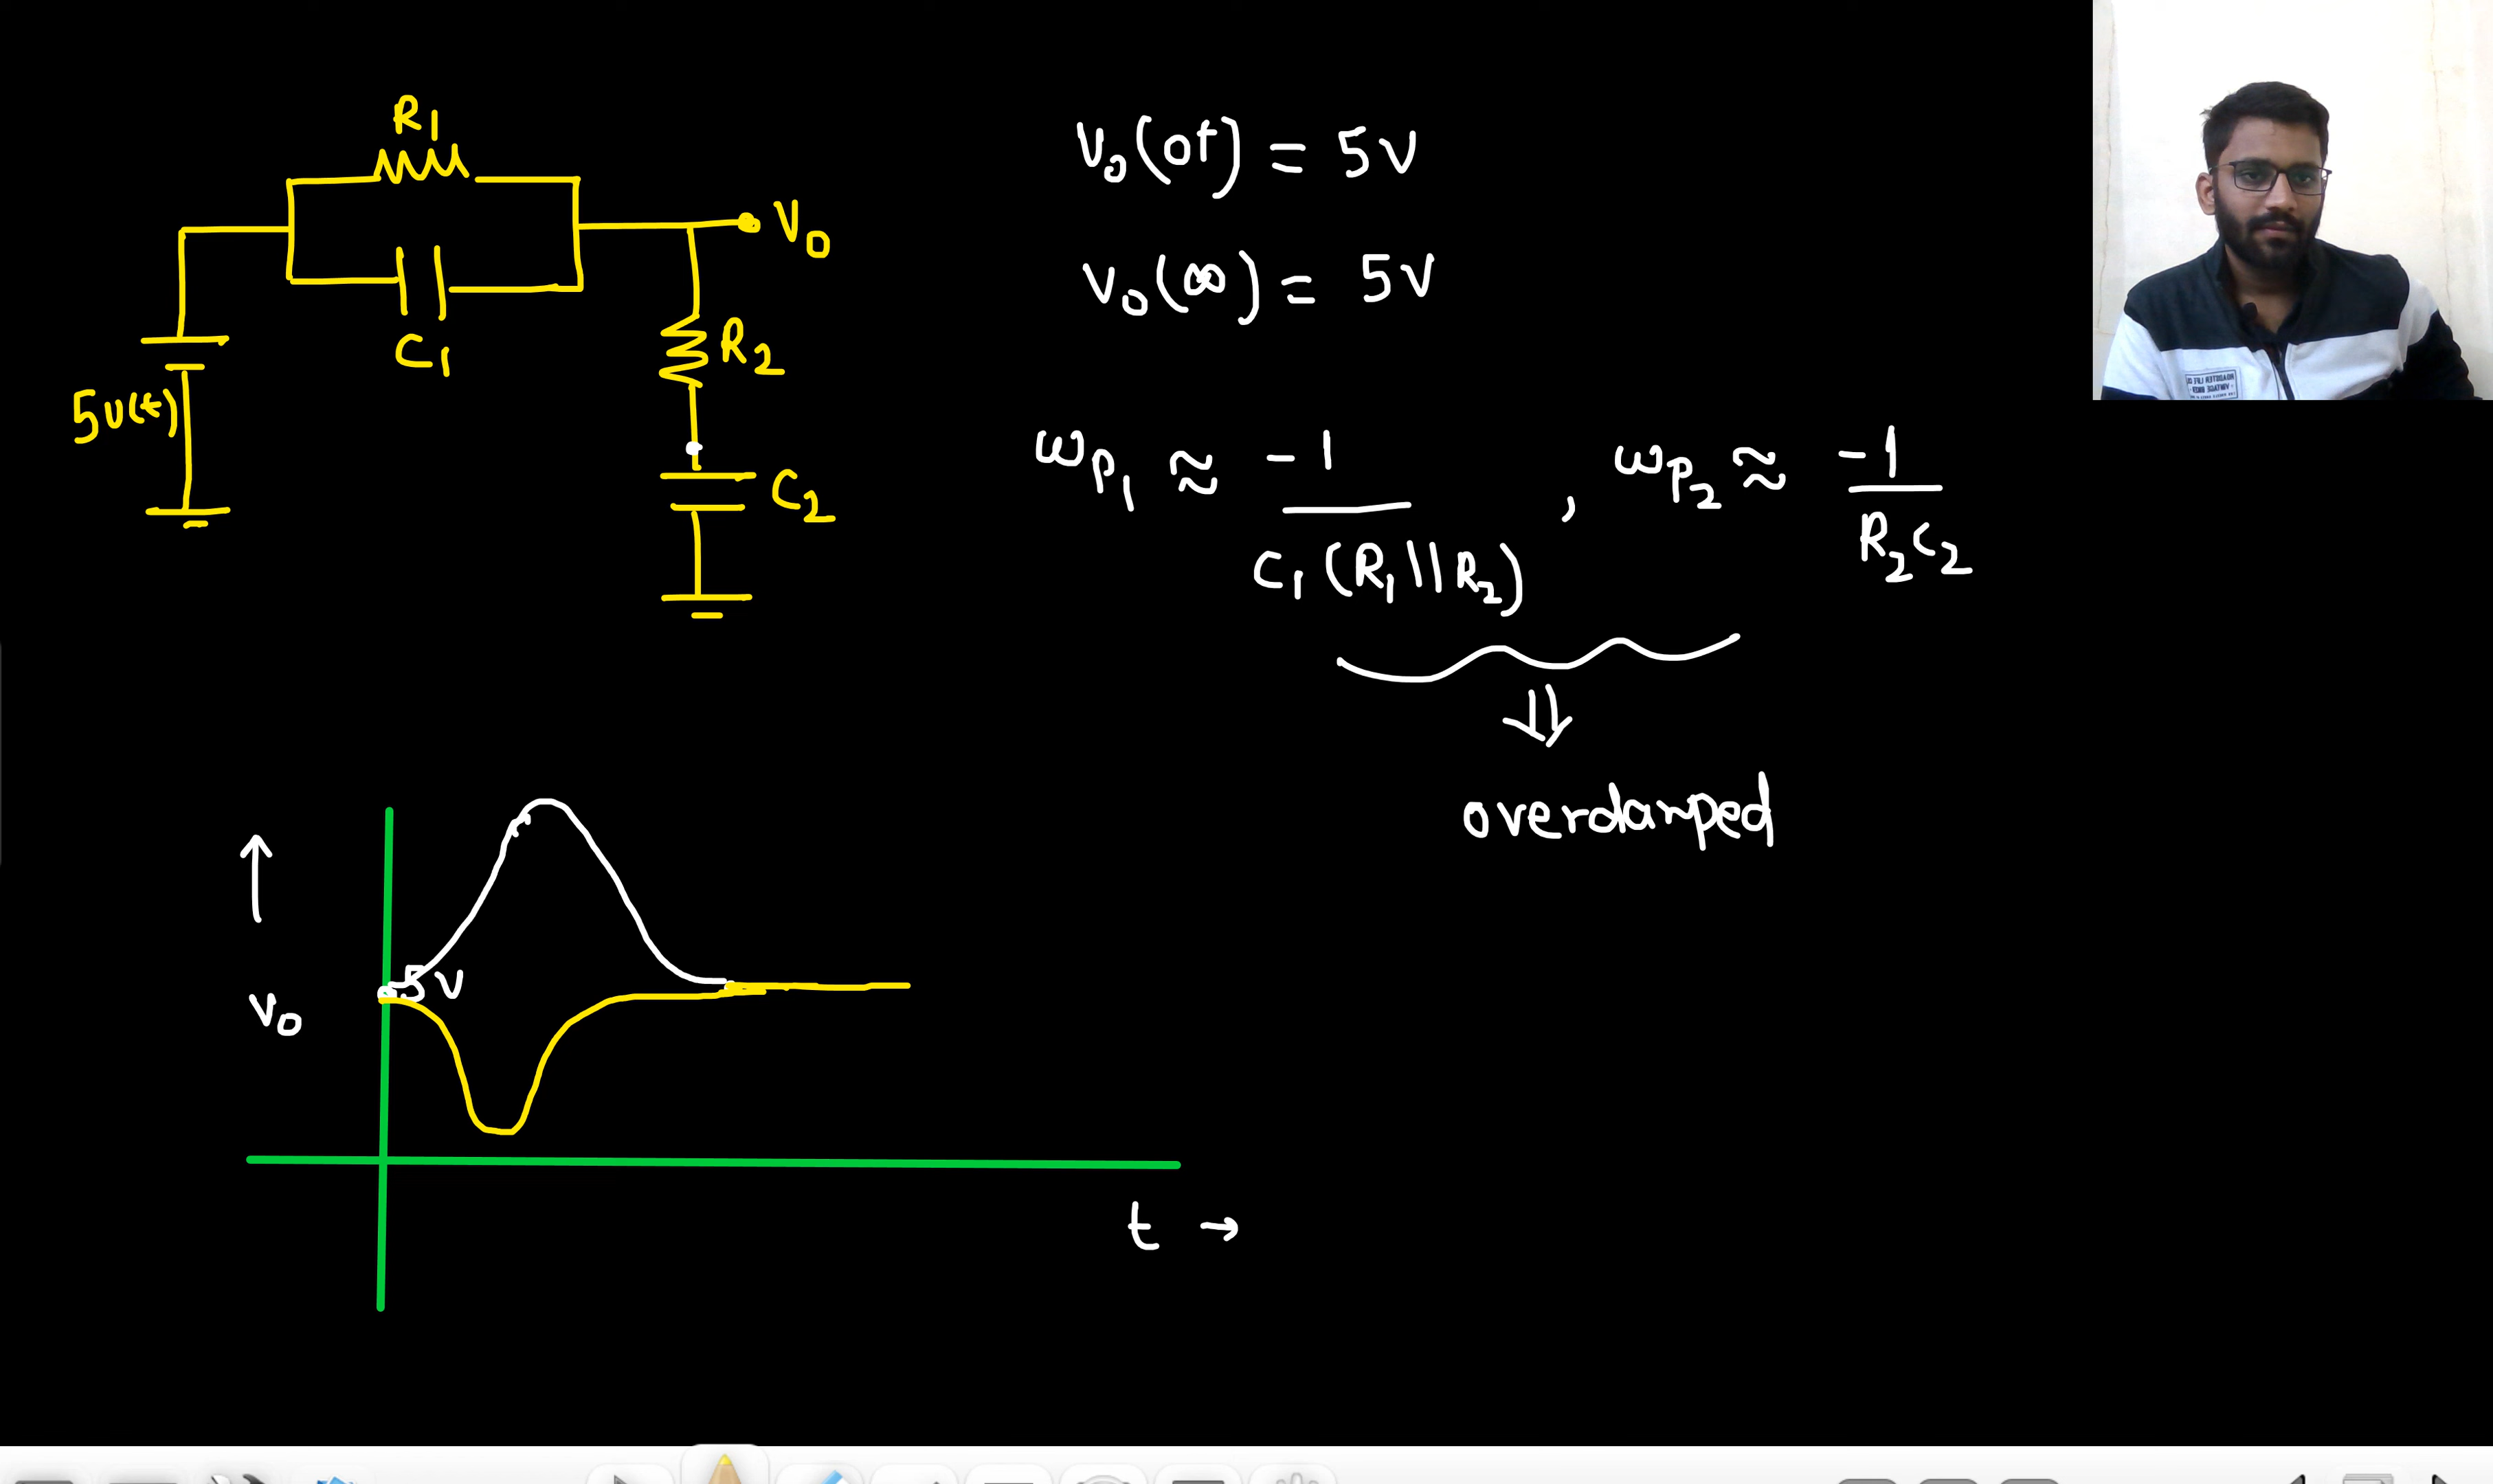 R1
C1
5u(t)
V0
R2
C2
V0(0+) = 5V
V0(∞) = 5V
ωp1 ≈ -1/C1(R1||R2) , ωp2 ≈ -1/R2C2
⇓
overdamped
↑
V0
5V
t →